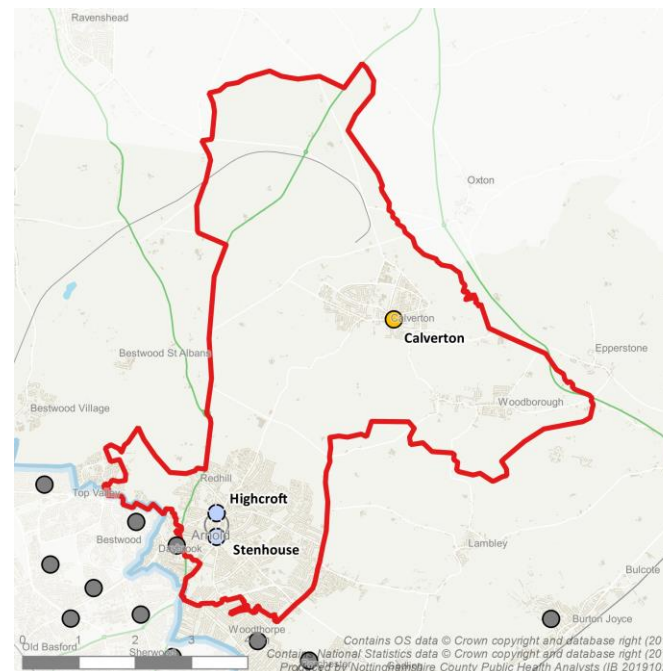 Ravenshead
Oxton
Calverton
Calverton
Bestwood St Albans
Epperstone
Bestwood Village
Woodborough
Redhill
Top Valley
Highcroft
Bestwood
Arnold
Daybrook
Stenhouse
Lambley
Bulcote
Burton Joyce
Woodthorpe
Old Basford
Sherwood
0 1 2 3 4
Contains OS data © Crown copyright and database right (20
Contains National Statistics data © Crown copyright and database right (20
Produced by Nottinghamshire County Public Health Analysis (IB 201910